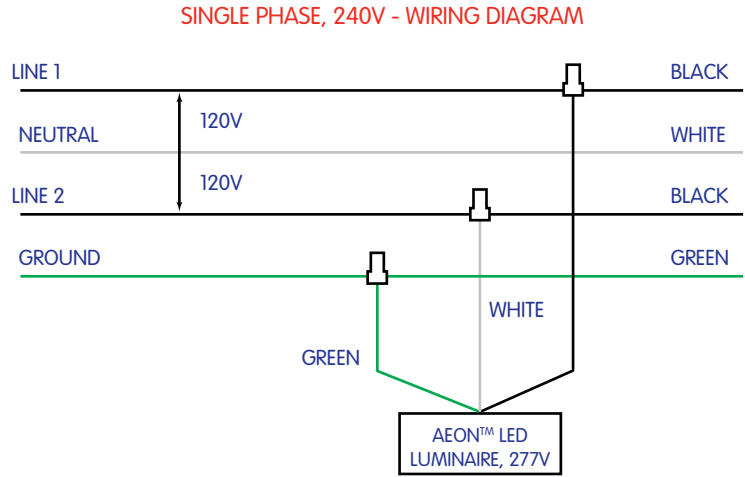 SINGLE PHASE, 240V - WIRING DIAGRAM
LINE 1
BLACK
120V
NEUTRAL
WHITE
120V
LINE 2
BLACK
GROUND
GREEN
WHITE
GREEN
AEON™ LED
LUMINAIRE, 277V